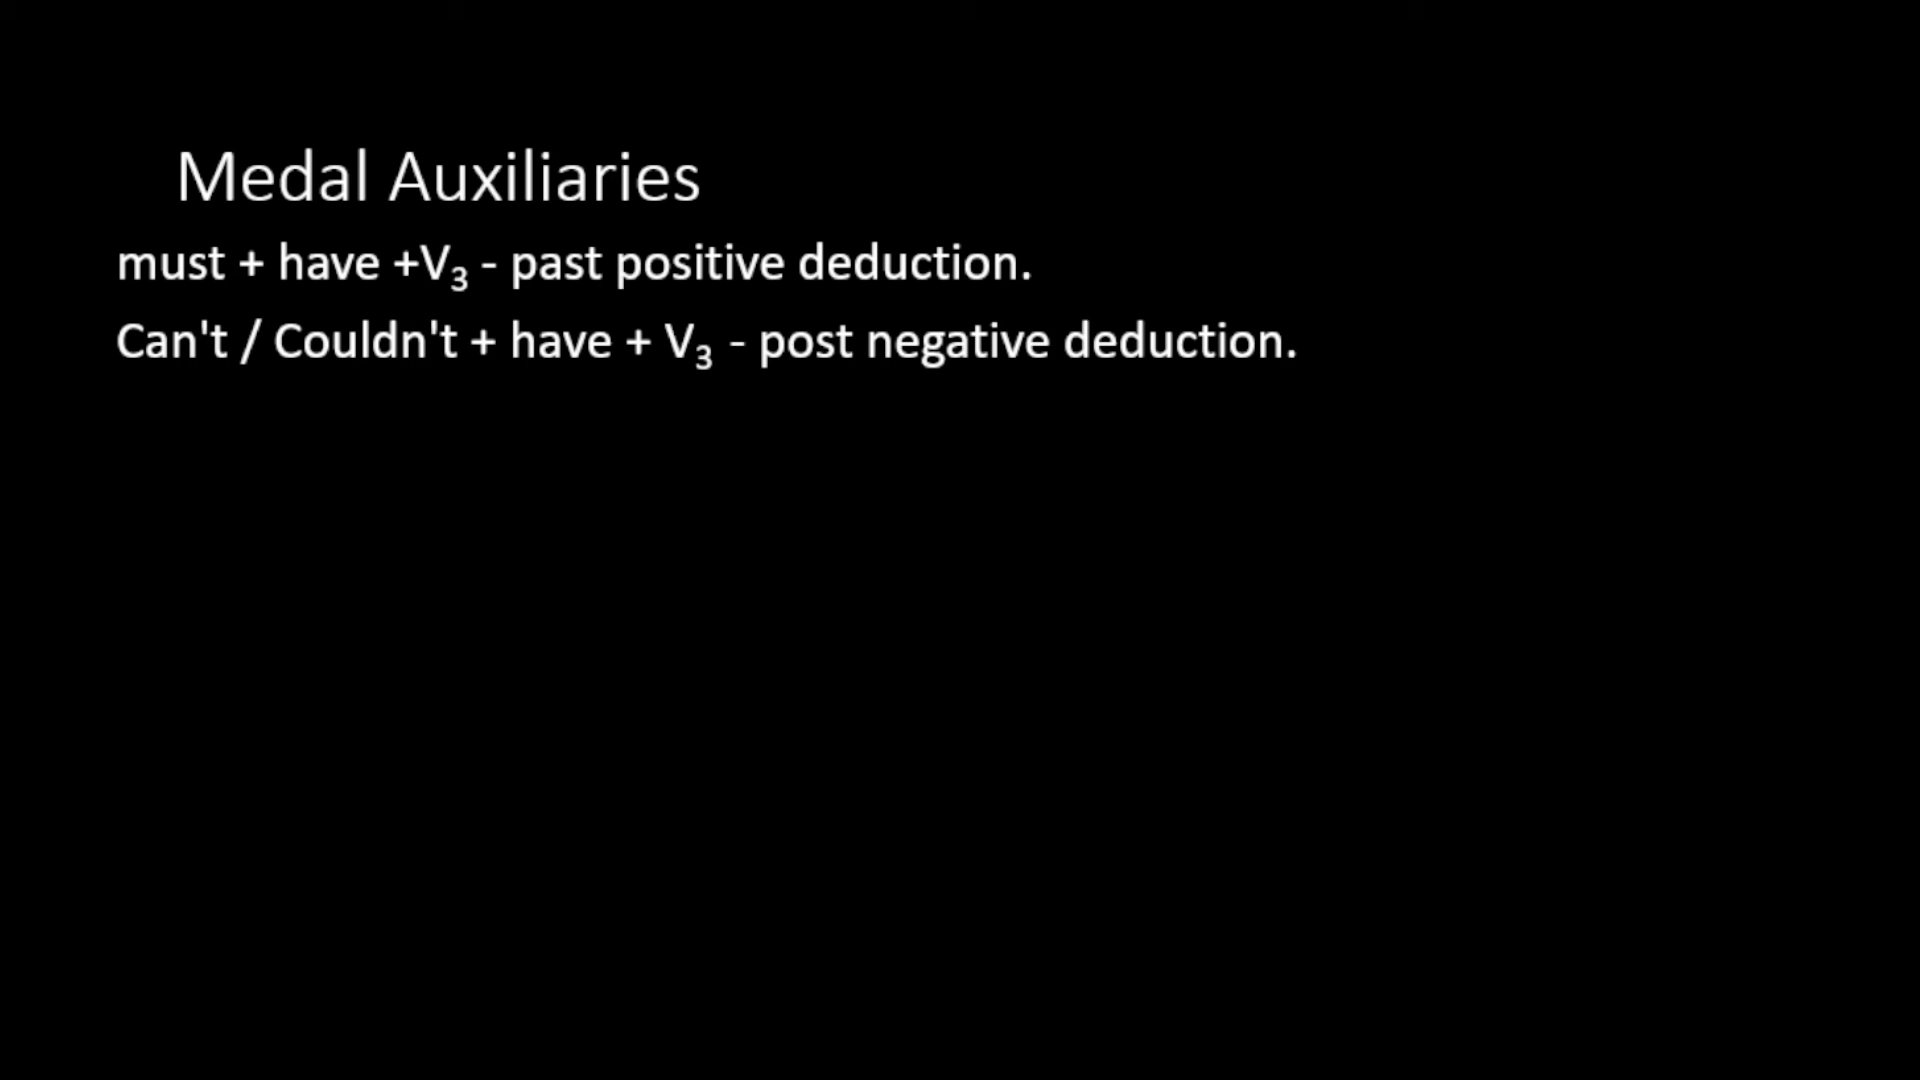 Medal Auxiliaries
must + have +V₃ - past positive deduction.
Can't / Couldn't + have + V₃ - post negative deduction.